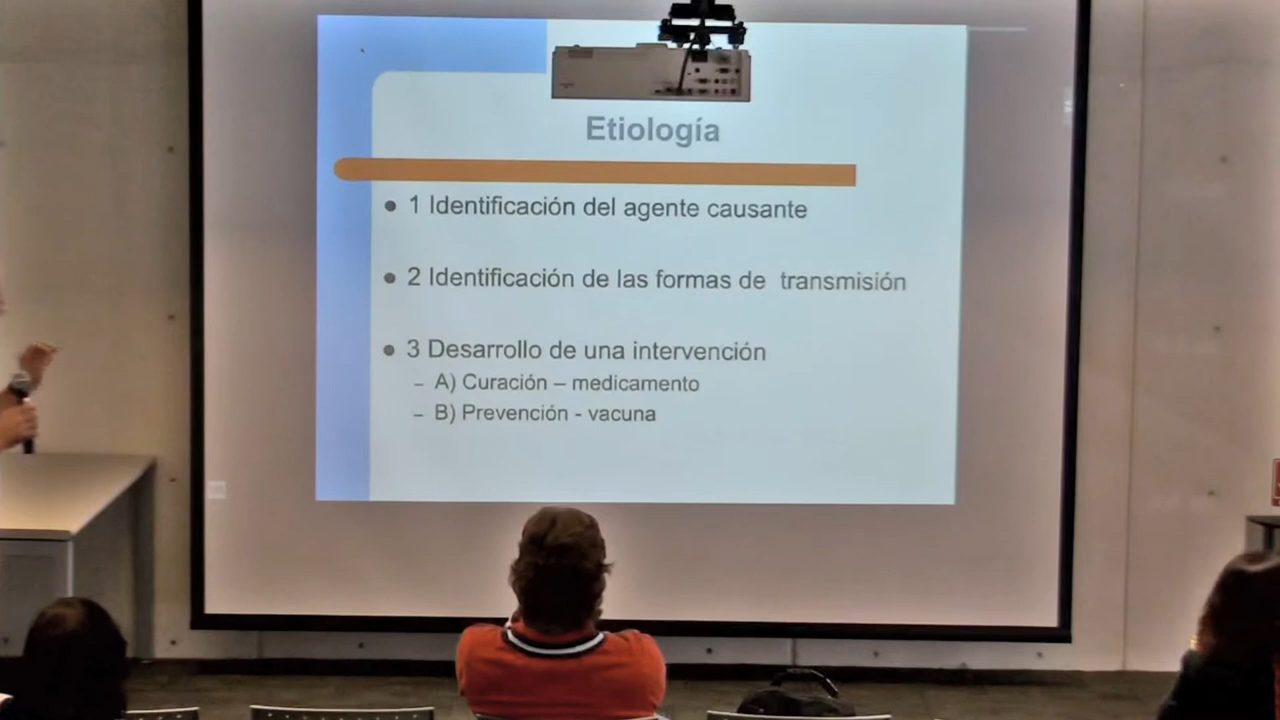 Etiología
1 Identificación del agente causante
2 Identificación de las formas de transmisión
3 Desarrollo de una intervención
– A) Curación – medicamento
– B) Prevención - vacuna